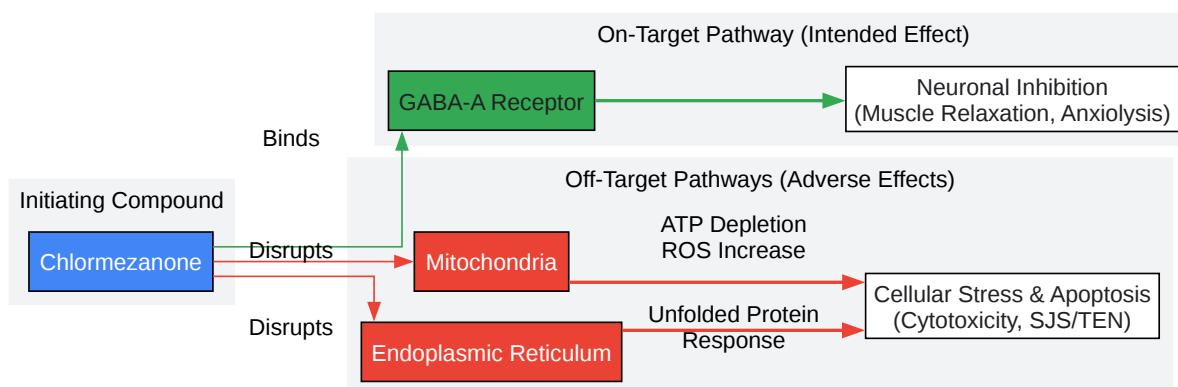 On-Target Pathway (Intended Effect)
GABA-A Receptor
Neuronal Inhibition
(Muscle Relaxation, Anxiolysis)
Binds
Off-Target Pathways (Adverse Effects)
Initiating Compound
Chlormezanone
Disrupts
Mitochondria
ATP Depletion
ROS Increase
Cellular Stress & Apoptosis
(Cytotoxicity, SJS/TEN)
Disrupts
Endoplasmic Reticulum
Unfolded Protein
Response